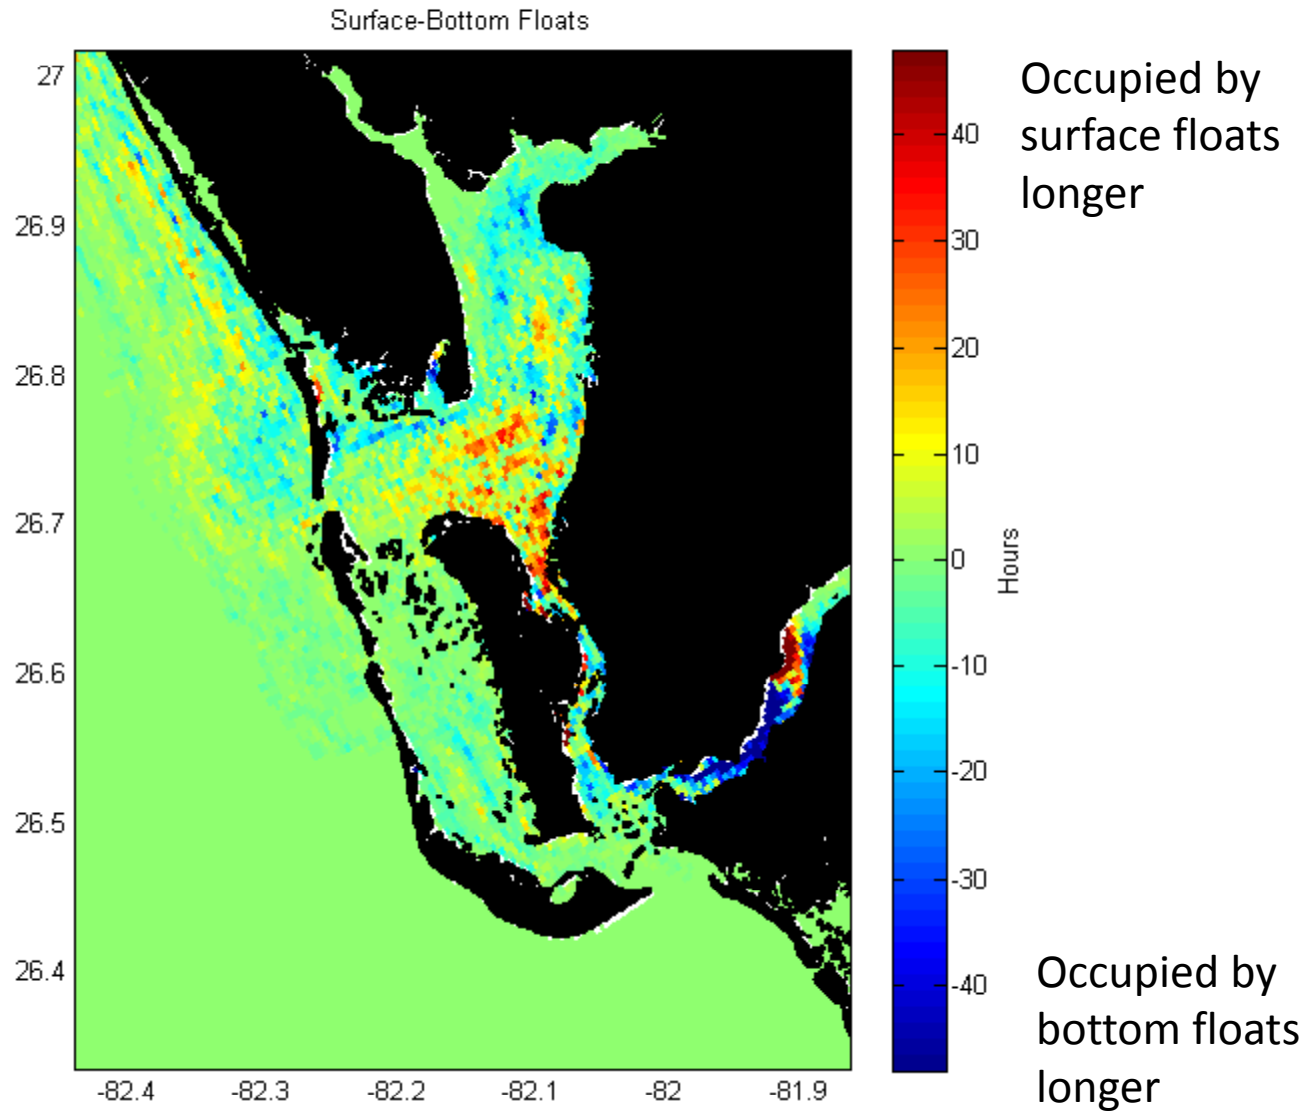 Surface-Bottom Floats
27
26.9
26.8
26.7
26.6
26.5
26.4
-82.4
-82.3
-82.2
-82.1
-82
-81.9
40
30
20
10
0
-10
-20
-30
-40
Hours
Occupied by
surface floats
longer
Occupied by
bottom floats
longer